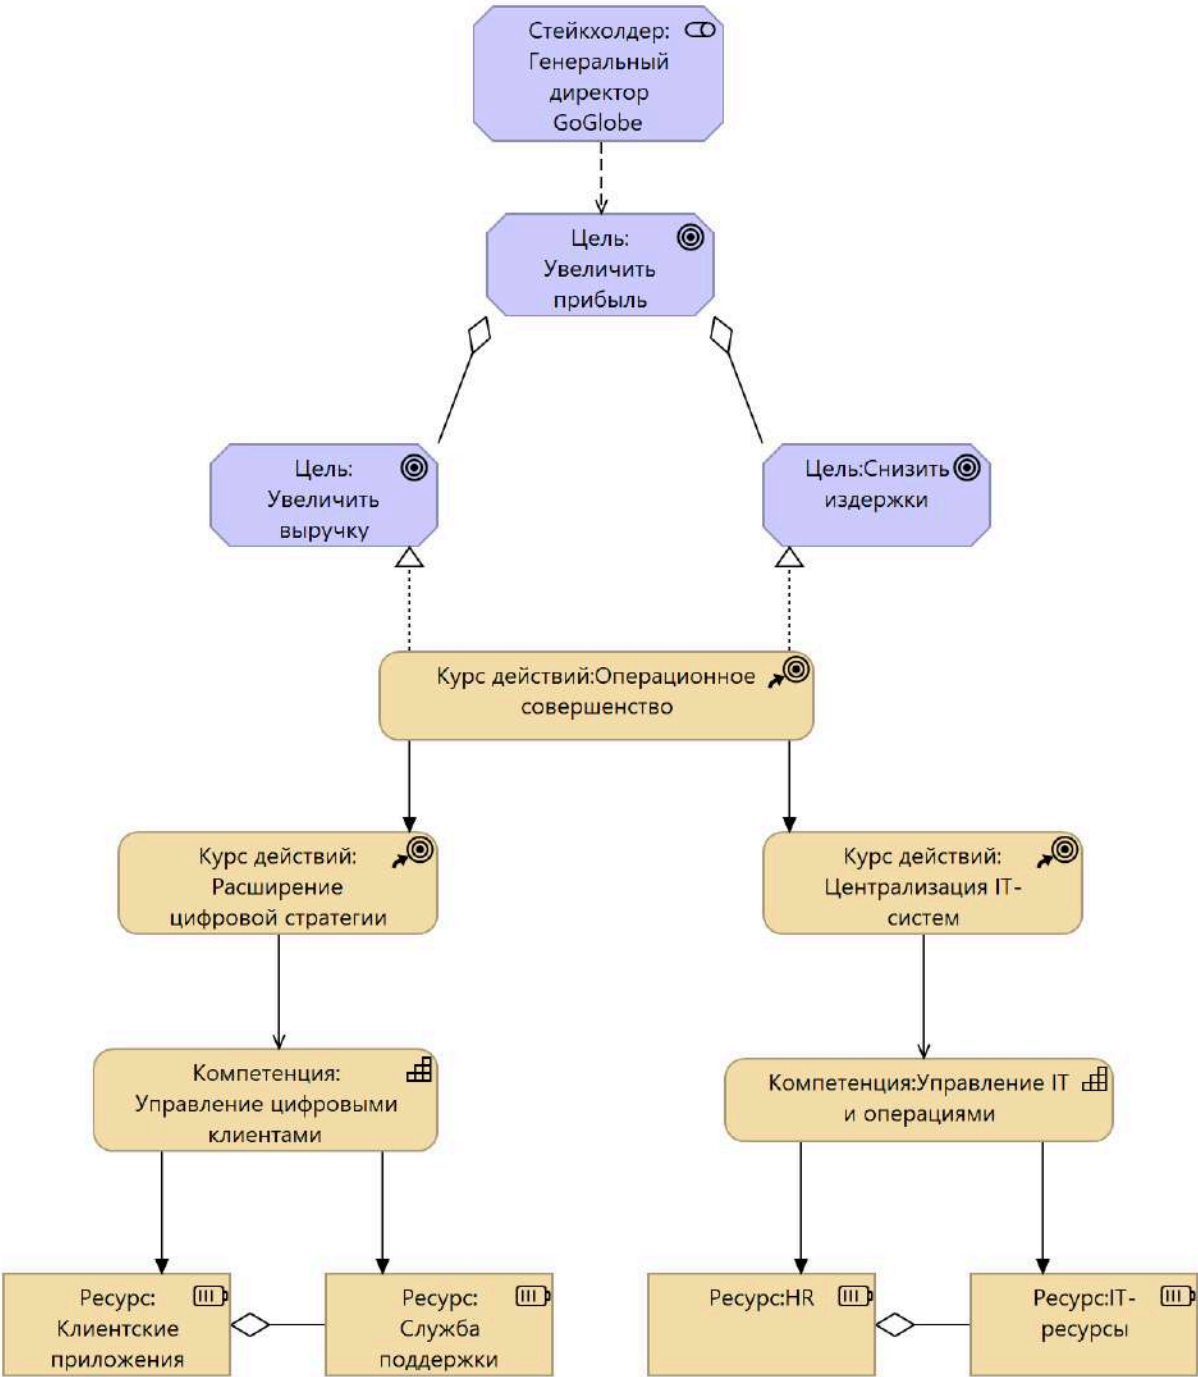 Стейкхолдер:
Генеральный
директор
GoGlobe
Цель:
Увеличить
прибыль
Цель:
Увеличить
выручку
Цель:Снизить
издержки
Курс действий:Операционное
совершенство
Курс действий:
Расширение
цифровой стратегии
Курс действий:
Централизация IT-
систем
Компетенция:
Управление цифровыми
клиентами
Компетенция:Управление IT
и операциями
Ресурс:
Клиентские
приложения
Ресурс:
Служба
поддержки
Ресурс:HR
Ресурс:IT-
ресурсы